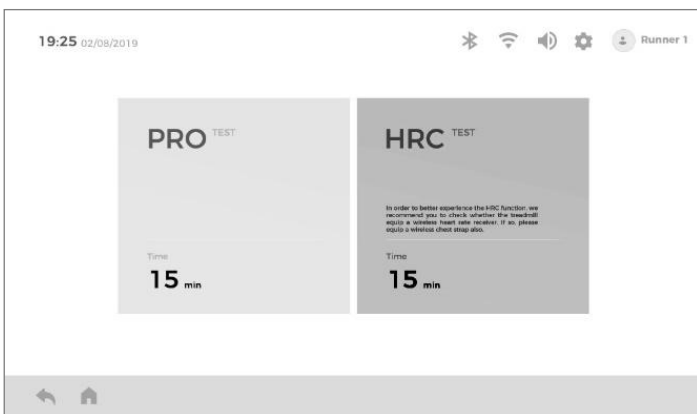 19:25 02/08/2019
Runner 1
PRO TEST
Time
15 min
HRC TEST
In order to better experience the HRC function, we
recommend you to check whether the treadmill
equip a wireless heart rate receiver. If so, please
equip a wireless chest strap also.
Time
15 min